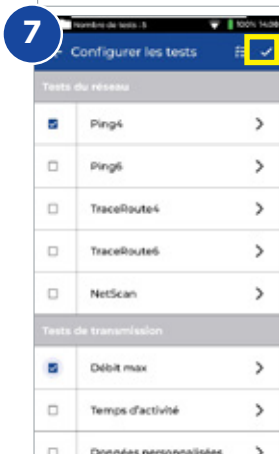 7
Nombre de tests : 5
100% 14:08
Configurer les tests
Tests du réseau
Ping4
Ping6
TraceRoute4
TraceRoute6
NetScan
Tests de transmission
Débit max
Temps d'activité
Données personnalisées